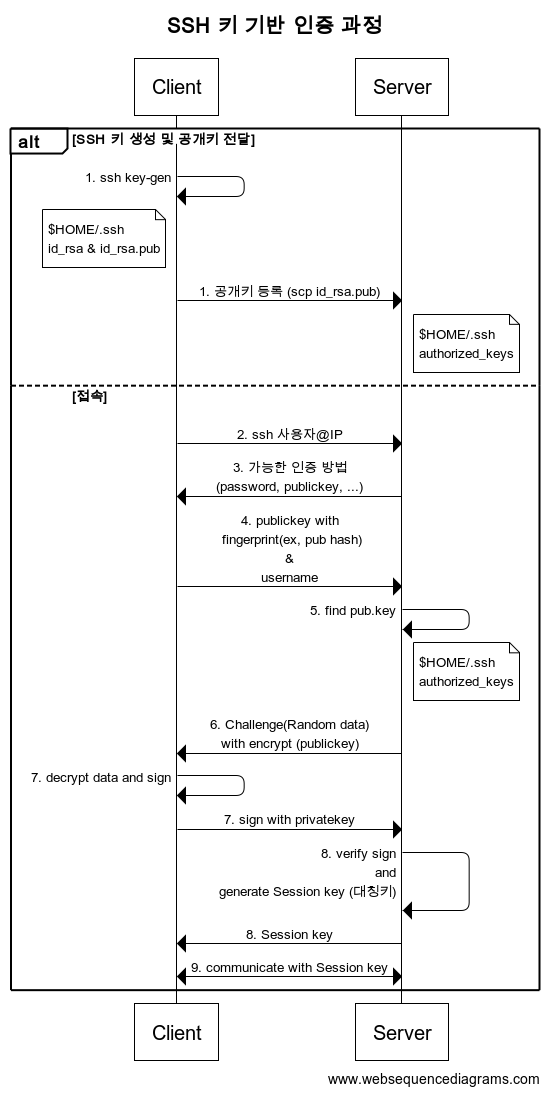 SSH 키 기반 인증 과정
Client
Server
alt
[SSH 키 생성 및 공개키 전달]
1. ssh key-gen
$HOME/.ssh
id_rsa & id_rsa.pub
1. 공개키 등록 (scp id_rsa.pub)
$HOME/.ssh
authorized_keys
[접속]
2. ssh 사용자@IP
3. 가능한 인증 방법
(password, publickey, ...)
4. publickey with
fingerprint(ex, pub hash)
&
username
5. find pub.key
$HOME/.ssh
authorized_keys
6. Challenge(Random data)
with encrypt (publickey)
7. decrypt data and sign
7. sign with privatekey
8. verify sign
and
generate Session key (대칭키)
8. Session key
9. communicate with Session key
Client
Server
www.websequencediagrams.com